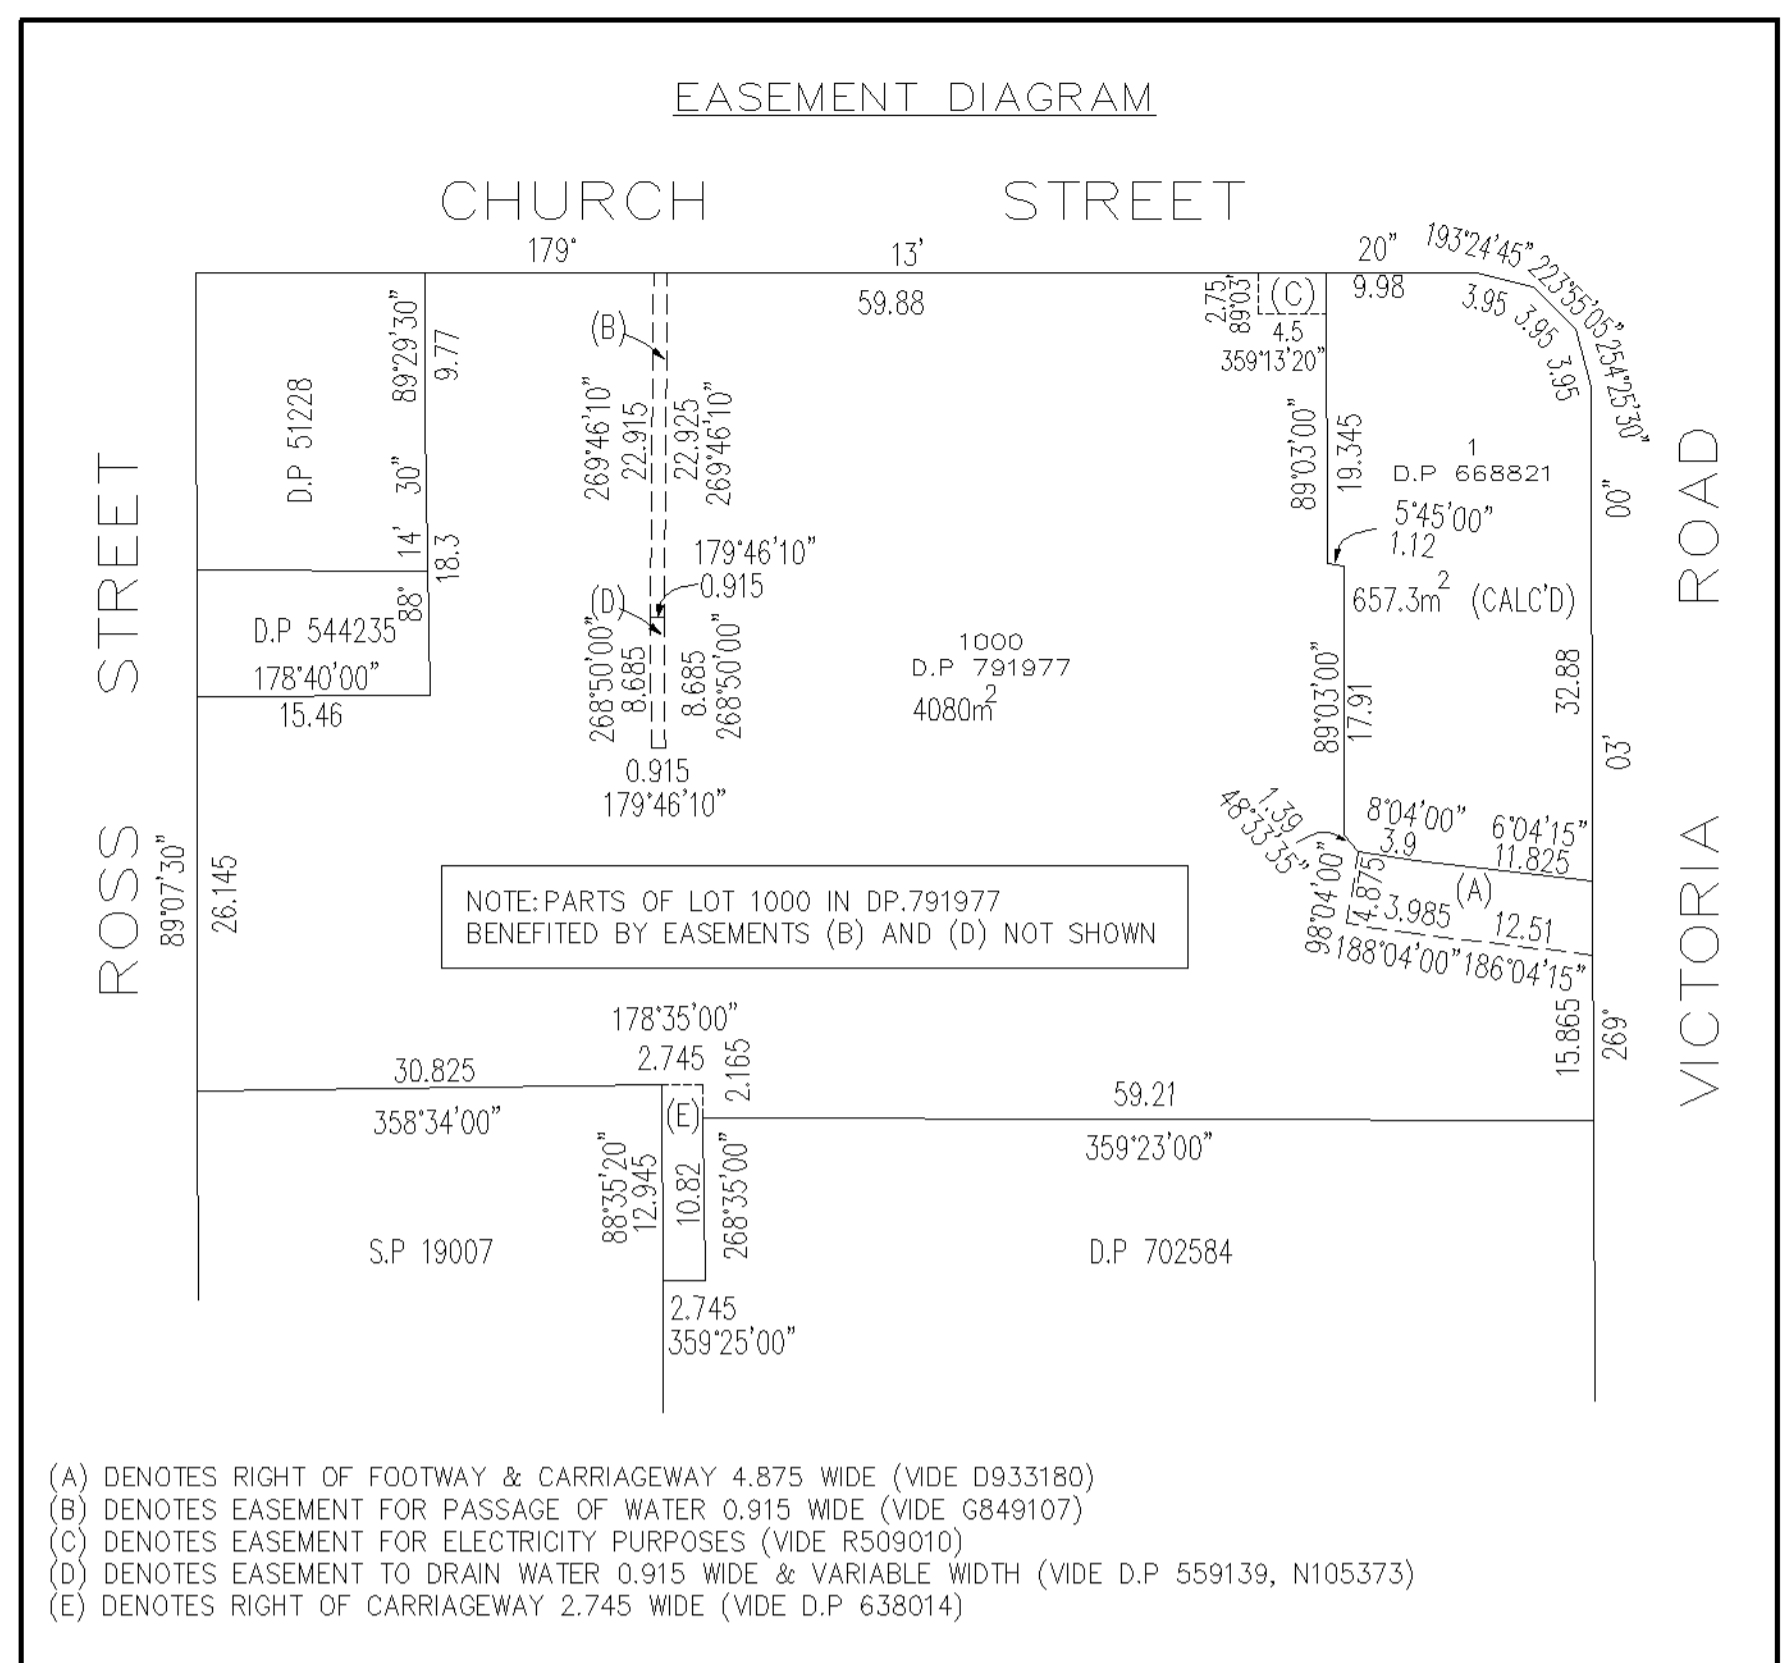 EASEMENT DIAGRAM
CHURCH STREET
179° 13' 20" 193°24'45" 223°55'05" 254°25'30"
59.88
9.98
3.95 3.95 3.95
89°29'30"
9.77
D.P 51228
(B)
269°46'10"
22.915
22.925
269°46'10"
2.75
89°03'
(C)
4.5
359°13'20"
89°03'00"
19.345
1
D.P 668821
5°45'00"
1.12
657.3m2 (CALC'D)
ROSS STREET
VICTORIA ROAD
88° 14' 30"
18.3
D.P 544235
178°40'00"
15.46
179°46'10"
0.915
(D)
268°50'00"
8.685
8.685
268°50'00"
0.915
179°46'10"
1000
D.P 791977
4080m2
89°03'00"
17.91
32.88
269° 03' 00"
1.39
48°33'35"
8°04'00"
3.9
6°04'15"
11.825
(A)
98°04'00"
4.875
3.985
12.51
188°04'00"
186°04'15"
15.865
89°07'30"
26.145
NOTE: PARTS OF LOT 1000 IN DP.791977
BENEFITED BY EASEMENTS (B) AND (D) NOT SHOWN
178°35'00"
2.745
2.165
30.825
358°34'00"
(E)
59.21
359°23'00"
88°35'20"
12.945
10.82
268°35'00"
S.P 19007
D.P 702584
2.745
359°25'00"
(A) DENOTES RIGHT OF FOOTWAY & CARRIAGEWAY 4.875 WIDE (VIDE D933180)
(B) DENOTES EASEMENT FOR PASSAGE OF WATER 0.915 WIDE (VIDE G849107)
(C) DENOTES EASEMENT FOR ELECTRICITY PURPOSES (VIDE R509010)
(D) DENOTES EASEMENT TO DRAIN WATER 0.915 WIDE & VARIABLE WIDTH (VIDE D.P 559139, N105373)
(E) DENOTES RIGHT OF CARRIAGEWAY 2.745 WIDE (VIDE D.P 638014)